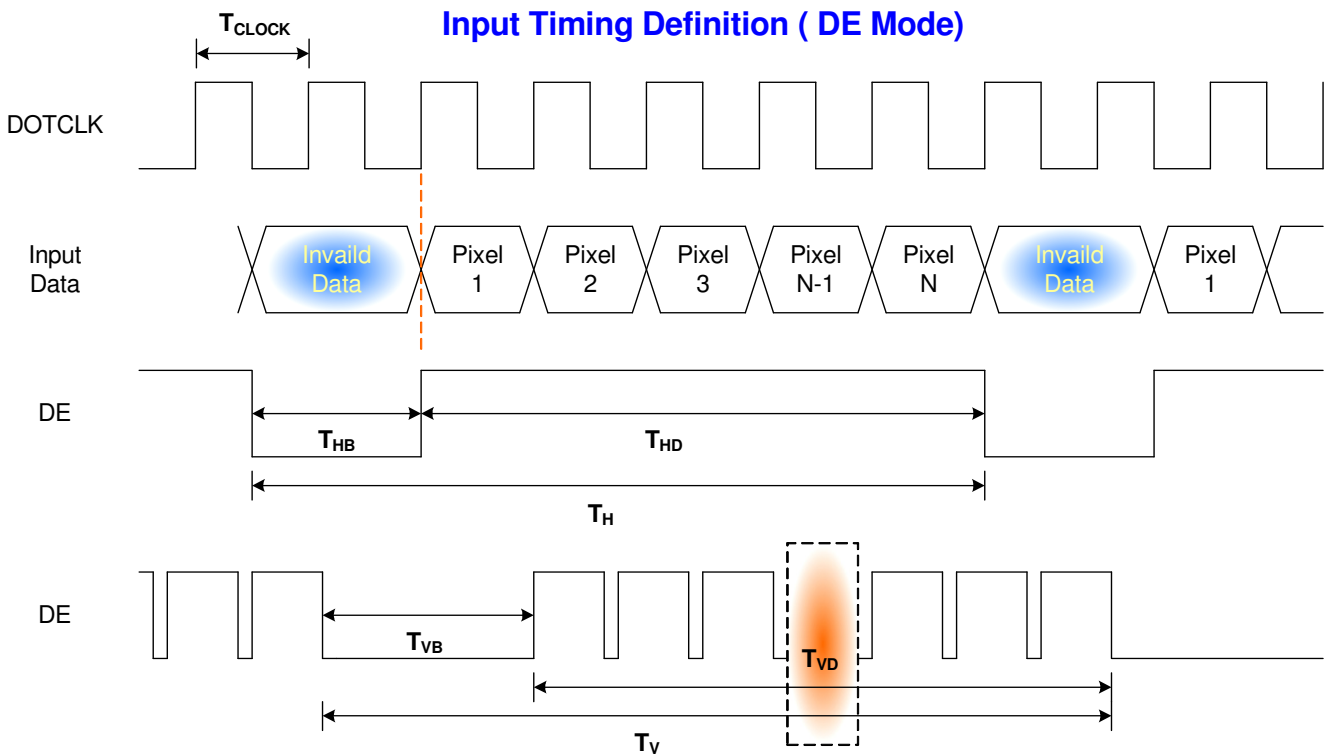 Input Timing Definition ( DE Mode)
TCLOCK
DOTCLK
Input
Data
Invaild
Data
Pixel
1
Pixel
2
Pixel
3
Pixel
N-1
Pixel
N
Invaild
Data
Pixel
1
DE
THB
THD
TH
DE
TVB
TVD
TV